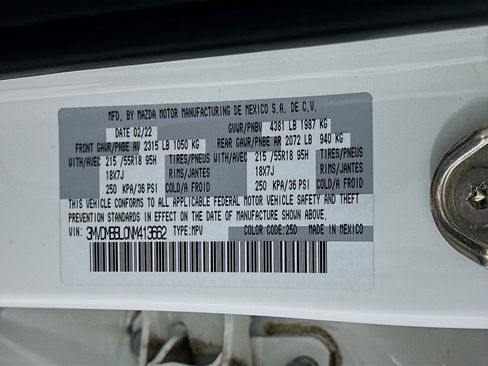 MFD. BY MAZDA MOTOR MANUFACTURING DE MEXICO S.A. DE C.V.
DATE 02/22 GVWR/PNBV 4381 LB 1987 KG
FRONT GAWR/PNBE AV 2315 LB 1050 KG REAR GAWR/PNBE AR 2072 LB 940 KG
WITH/AVEC 215 /55R18 95H TIRES/PNEUS WITH/AVEC 215 /55R18 95H TIRES/PNEUS
18X7J RIMS/JANTES 18X7J RIMS/JANTES
250 KPA/36 PSI COLD/A FROID 250 KPA/36 PSI COLD/A FROID
THIS VEHICLE CONFORMS TO ALL APPLICABLE FEDERAL MOTOR VEHICLE SAFETY AND THEFT
PREVENTION STANDARDS IN EFFECT ON THE DATE OF MANUFACTURE SHOWN ABOVE.
VIN: TYPE:MPV COLOR CODE:25D MADE IN MEXICO